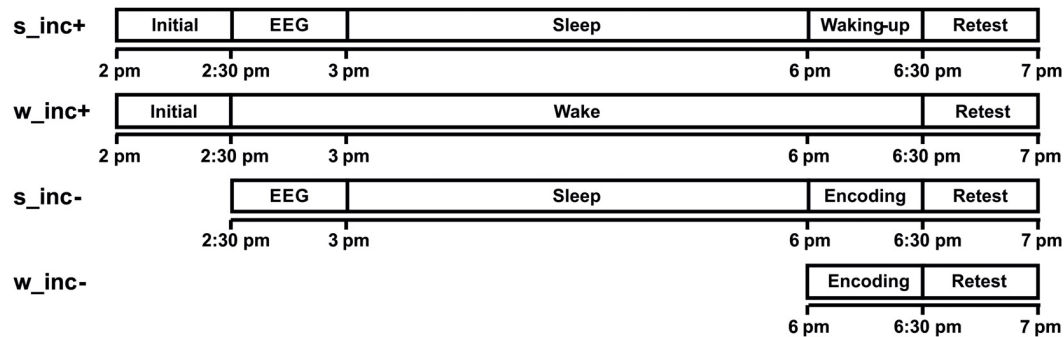 s_inc+ Initial EEG Sleep Waking-up Retest
2 pm 2:30 pm 3 pm 6 pm 6:30 pm 7 pm
w_inc+ Initial Wake Retest
2 pm 2:30 pm 3 pm 6 pm 6:30 pm 7 pm
s_inc- EEG Sleep Encoding Retest
2:30 pm 3 pm 6 pm 6:30 pm 7 pm
w_inc- Encoding Retest
6 pm 6:30 pm 7 pm